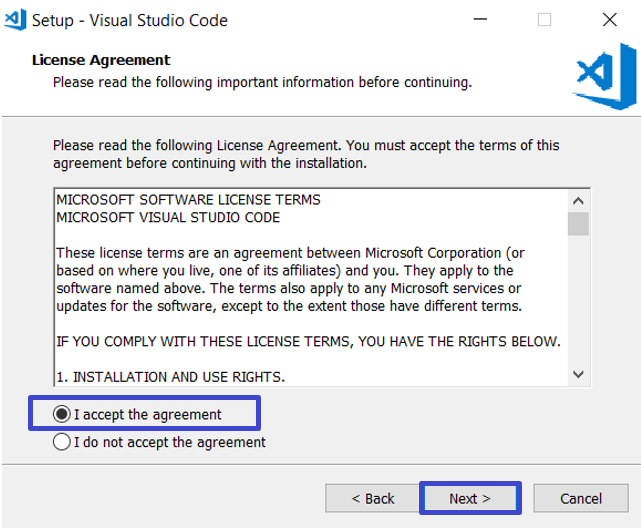 Setup - Visual Studio Code
License Agreement
Please read the following important information before continuing.
Please read the following License Agreement. You must accept the terms of this
agreement before continuing with the installation.
MICROSOFT SOFTWARE LICENSE TERMS
MICROSOFT VISUAL STUDIO CODE
These license terms are an agreement between Microsoft Corporation (or
based on where you live, one of its affiliates) and you. They apply to the
software named above. The terms also apply to any Microsoft services or
updates for the software, except to the extent those have different terms.
IF YOU COMPLY WITH THESE LICENSE TERMS, YOU HAVE THE RIGHTS BELOW.
1. INSTALLATION AND USE RIGHTS.
I accept the agreement
I do not accept the agreement
< Back Next > Cancel